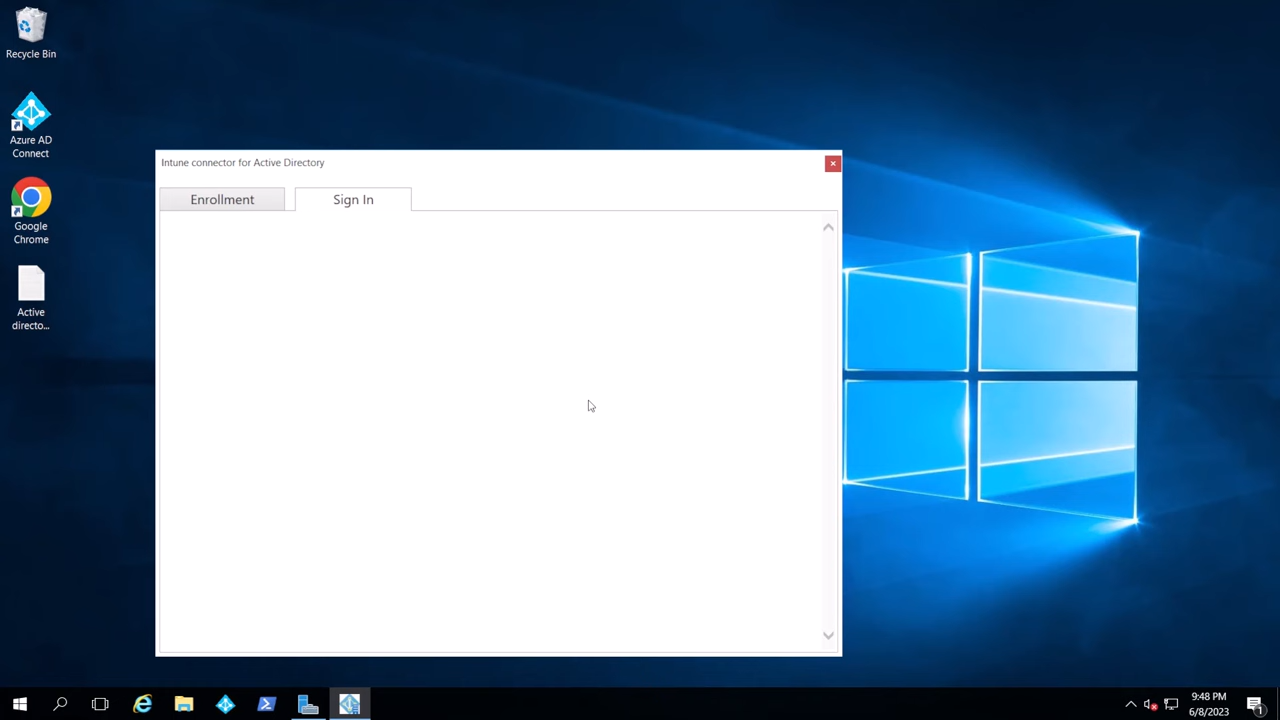 Recycle Bin
Azure AD
Connect
Google
Chrome
Active
directo...
Intune connector for Active Directory
Enrollment
Sign In
9:48 PM
6/8/2023
1